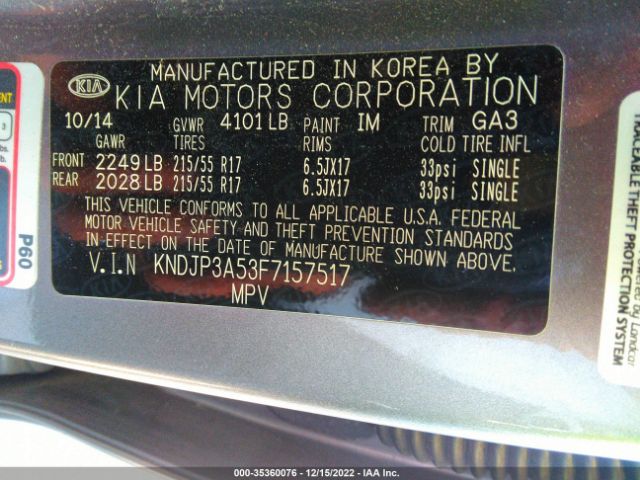 MANUFACTURED IN KOREA BY
KIA KIA MOTORS CORPORATION
10/14 GVWR 4101 LB PAINT IM TRIM GA3
GAWR TIRES RIMS COLD TIRE INFL
FRONT 2249 LB 215/55 R17 6.5JX17 33psi SINGLE
REAR 2028 LB 215/55 R17 6.5JX17 33psi SINGLE
THIS VEHICLE CONFORMS TO ALL APPLICABLE U.S.A. FEDERAL
MOTOR VEHICLE SAFETY AND THEFT PREVENTION STANDARDS
IN EFFECT ON THE DATE OF MANUFACTURE SHOWN ABOVE.
V.I.N KNDJP3A53F7157517
MPV
P60
TRACEABLE THEFT
PROTECTION SYSTEM
000-35360076 - 12/15/2022 - IAA Inc.